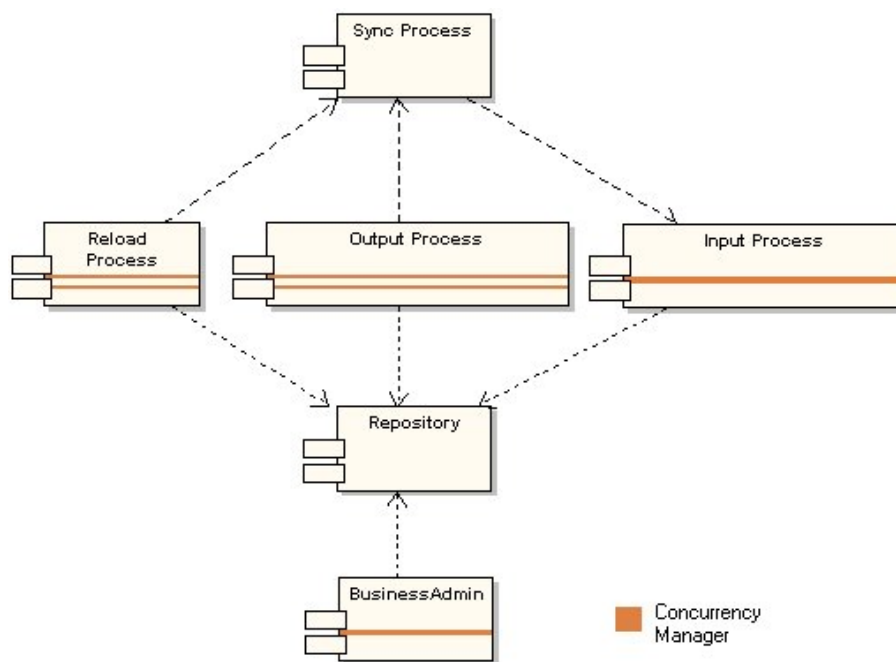 Sync Process
Reload
Process
Output Process
Input Process
Repository
BusinessAdmin
Concurrency
Manager